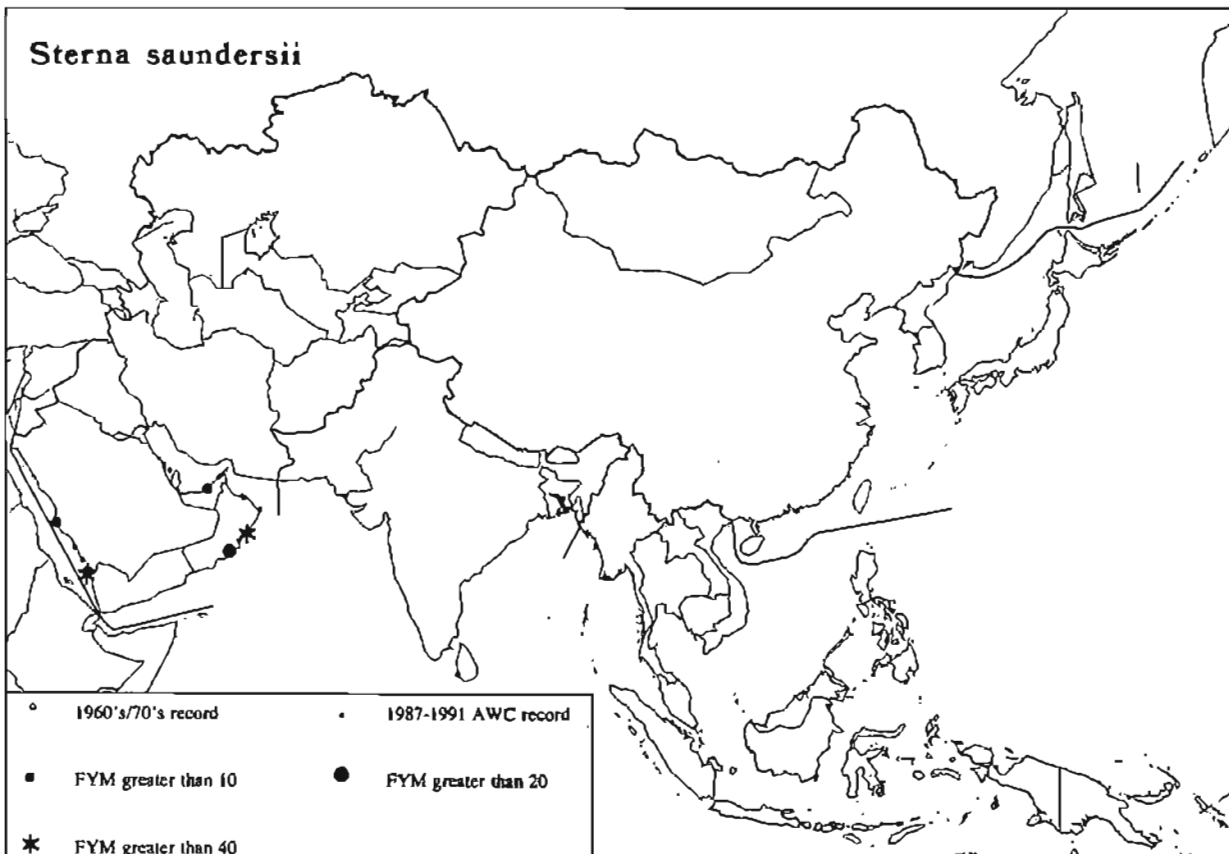 Sterna saundersii
1960's/70's record
1987-1991 AWC record
FYM greater than 10
FYM greater than 20
FYM greater than 40